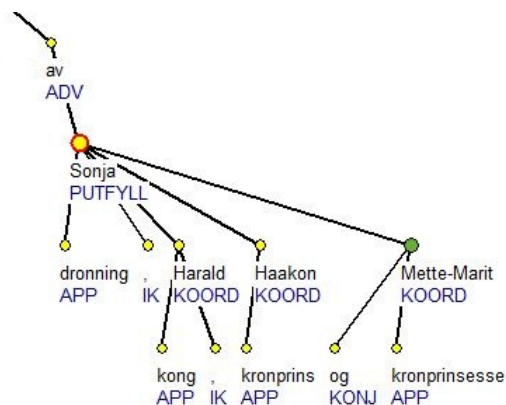 av
ADV
Sonja
PUTFYLL
dronning , Harald Haakon Mette-Marit
APP IK KOORD KOORD KOORD
kong , kronprins og kronprinsesse
APP IK APP KONJ APP